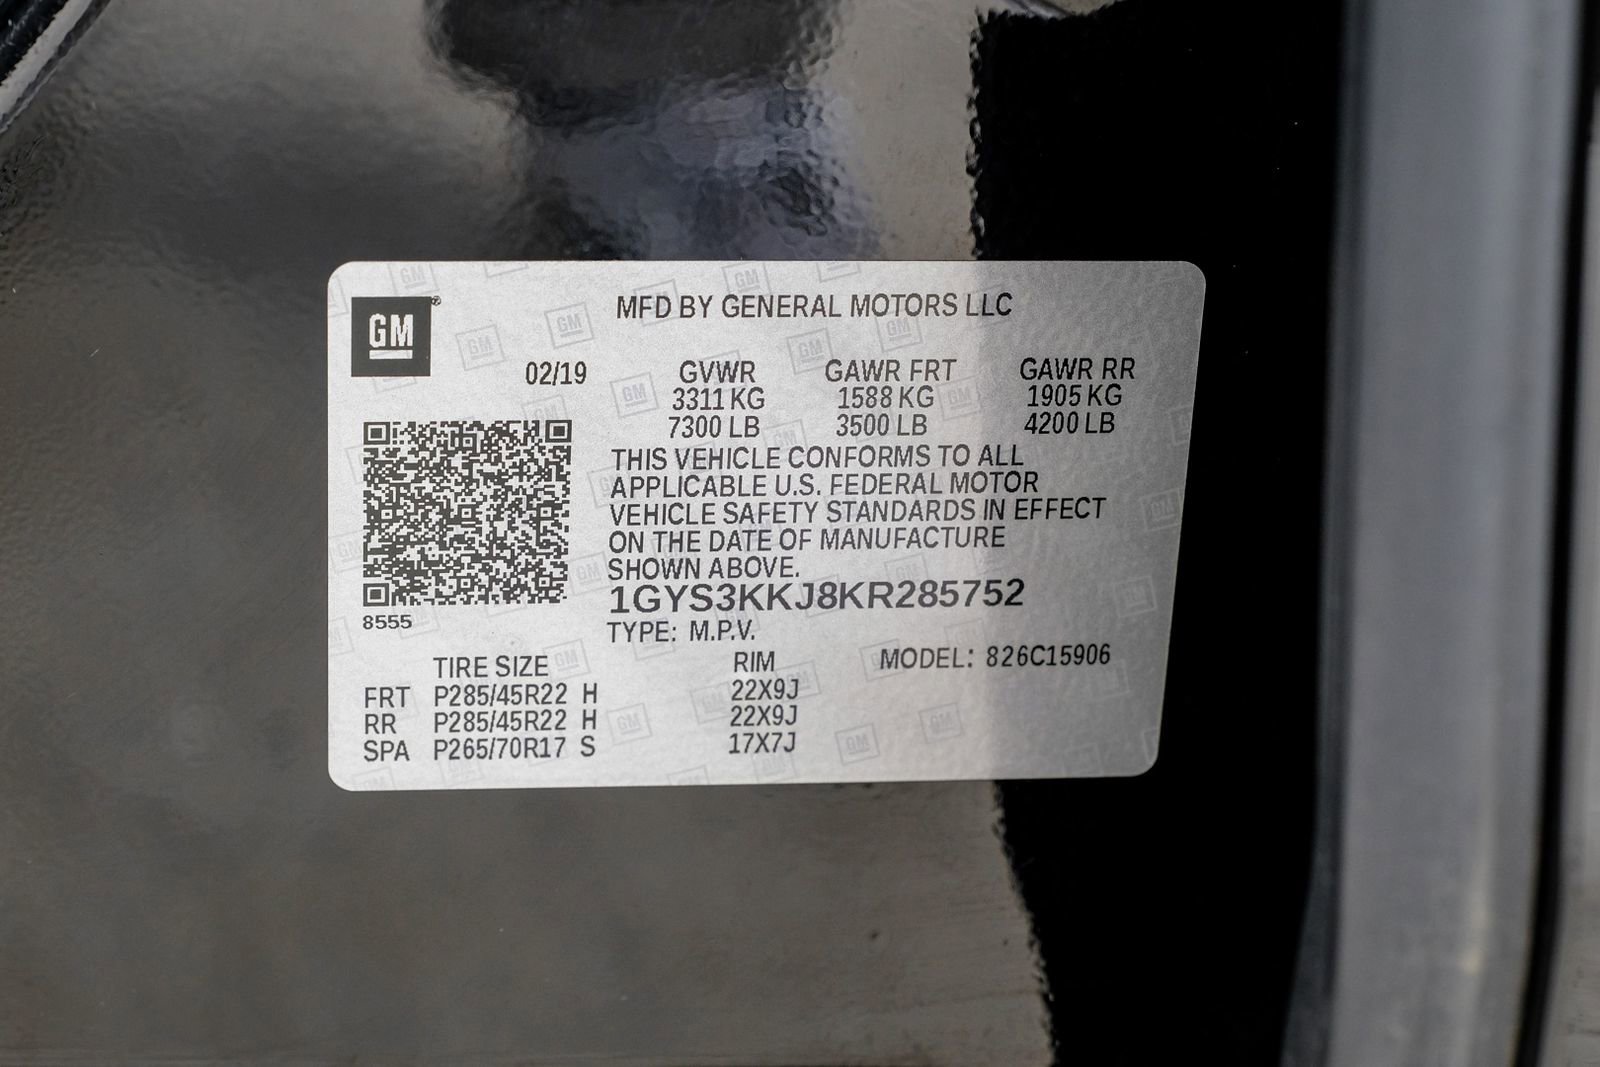 GM
MFD BY GENERAL MOTORS LLC
02/19 GVWR GAWR FRT GAWR RR
3311 KG 1588 KG 1905 KG
7300 LB 3500 LB 4200 LB
THIS VEHICLE CONFORMS TO ALL
APPLICABLE U.S. FEDERAL MOTOR
VEHICLE SAFETY STANDARDS IN EFFECT
ON THE DATE OF MANUFACTURE
SHOWN ABOVE.
1GYS3KKJ8KR285752
8555
TYPE: M.P.V.
MODEL: 826C15906
TIRE SIZE RIM
FRT P285/45R22 H 22X9J
RR P285/45R22 H 22X9J
SPA P265/70R17 S 17X7J